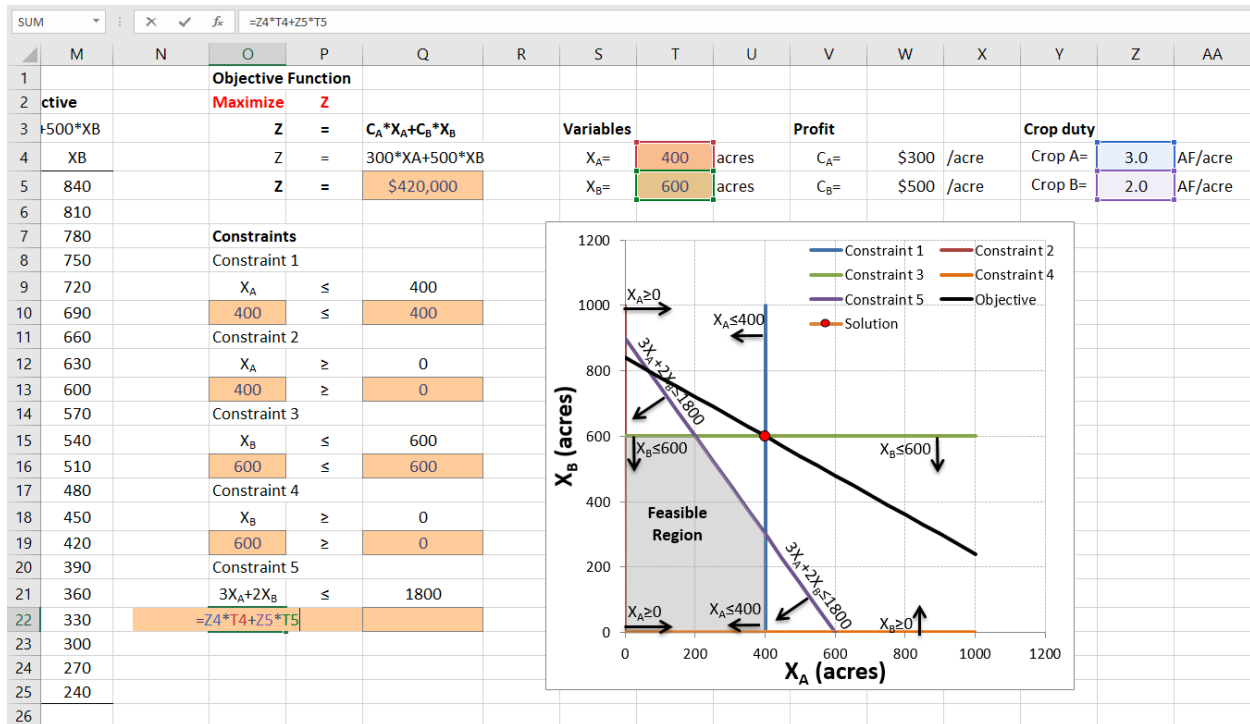 SUM =Z4*T4+Z5*T5
M N O P Q R S T U V W X Y Z AA
1 Objective Function
2 ctive Maximize Z
3 +500*XB Z = CA*XA+CB*XB Variables Profit Crop duty
4 XB Z = 300*XA+500*XB XA= 400 acres CA= $300 /acre Crop A= 3.0 AF/acre
5 840 Z = $420,000 XB= 600 acres CB= $500 /acre Crop B= 2.0 AF/acre
6 810
7 780 Constraints
8 750 Constraint 1
9 720 XA ≤ 400
10 690 400 ≤ 400
11 660 Constraint 2
12 630 XA ≥ 0
13 600 400 ≥ 0
14 570 Constraint 3
15 540 XB ≤ 600
16 510 600 ≤ 600
17 480 Constraint 4
18 450 XB ≥ 0
19 420 600 ≥ 0
20 390 Constraint 5
21 360 3XA+2XB ≤ 1800
22 330 =Z4*T4+Z5*T5
23 300
24 270
25 240
26
1200
1000
800
600
400
200
0
XB (acres)
Constraint 1 Constraint 2
Constraint 3 Constraint 4
Constraint 5 Objective
Solution
XA≥0
XA≤400
3XA+2XB≤1800
XB≤600
XB≤600
Feasible
Region
3XA+2XB≤1800
XA≥0
XA≤400
XB≥0
0 200 400 600 800 1000 1200
XA (acres)